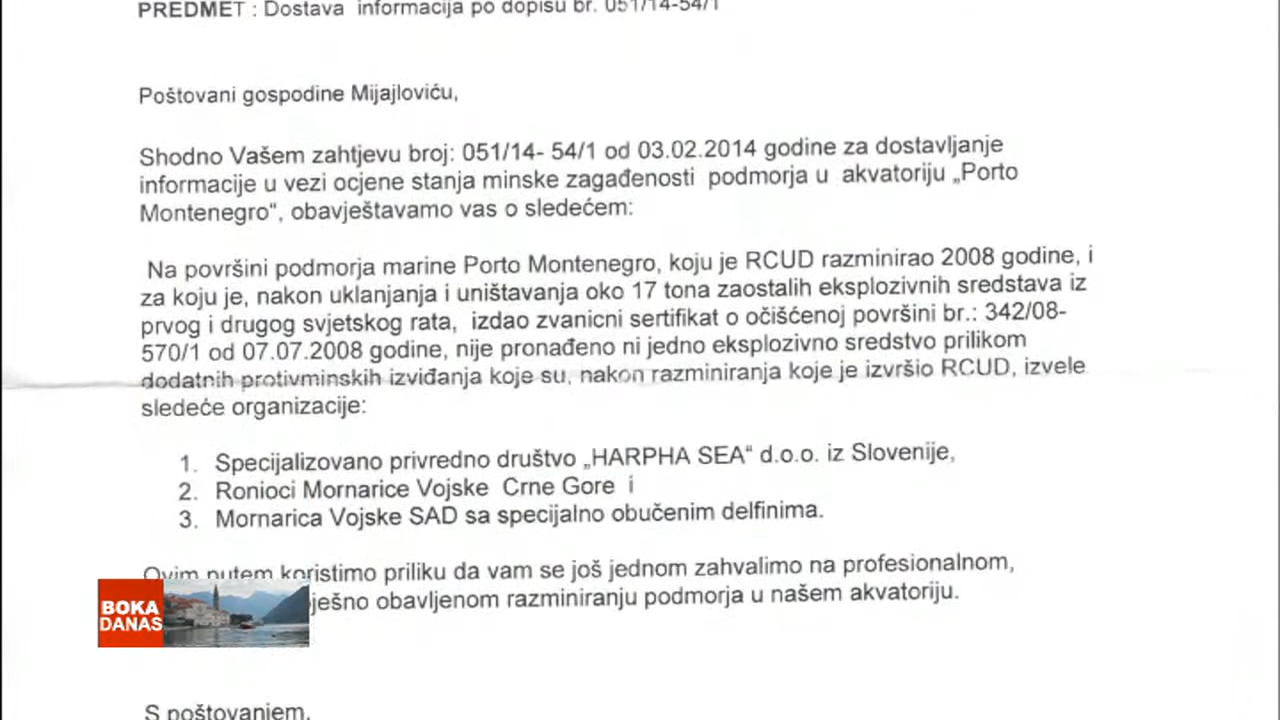 PREDMET : Dostava informacija po dopisu br. 051/14-54/1
Poštovani gospodine Mijajloviću,
Shodno Vašem zahtjevu broj: 051/14- 54/1 od 03.02.2014 godine za dostavljanje
informacije u vezi ocjene stanja minske zagađenosti podmorja u akvatoriju „Porto
Montenegro“, obavještavamo vas o sledećem:
Na površini podmorja marine Porto Montenegro, koju je RCUD razminirao 2008 godine, i
za koju je, nakon uklanjanja i uništavanja oko 17 tona zaostalih eksplozivnih sredstava iz
prvog i drugog svjetskog rata, izdao zvanicni sertifikat o očišćenoj površini br.: 342/08-
570/1 od 07.07.2008 godine, nije pronađeno ni jedno eksplozivno sredstvo prilikom
dodatnih protivminskih izviđanja koje su, nakon razminiranja koje je izvršio RCUD, izvele
sledeće organizacije:
1. Specijalizovano privredno društvo „HARPHA SEA“ d.o.o. iz Slovenije,
2. Ronioci Mornarice Vojske Crne Gore i
3. Mornarica Vojske SAD sa specijalno obučenim delfinima.
Ovim putem koristimo priliku da vam se još jednom zahvalimo na profesionalnom,
obavljenom razminiranju podmorja u našem akvatoriju.
BOKA
DANAS
S poštovanjem,